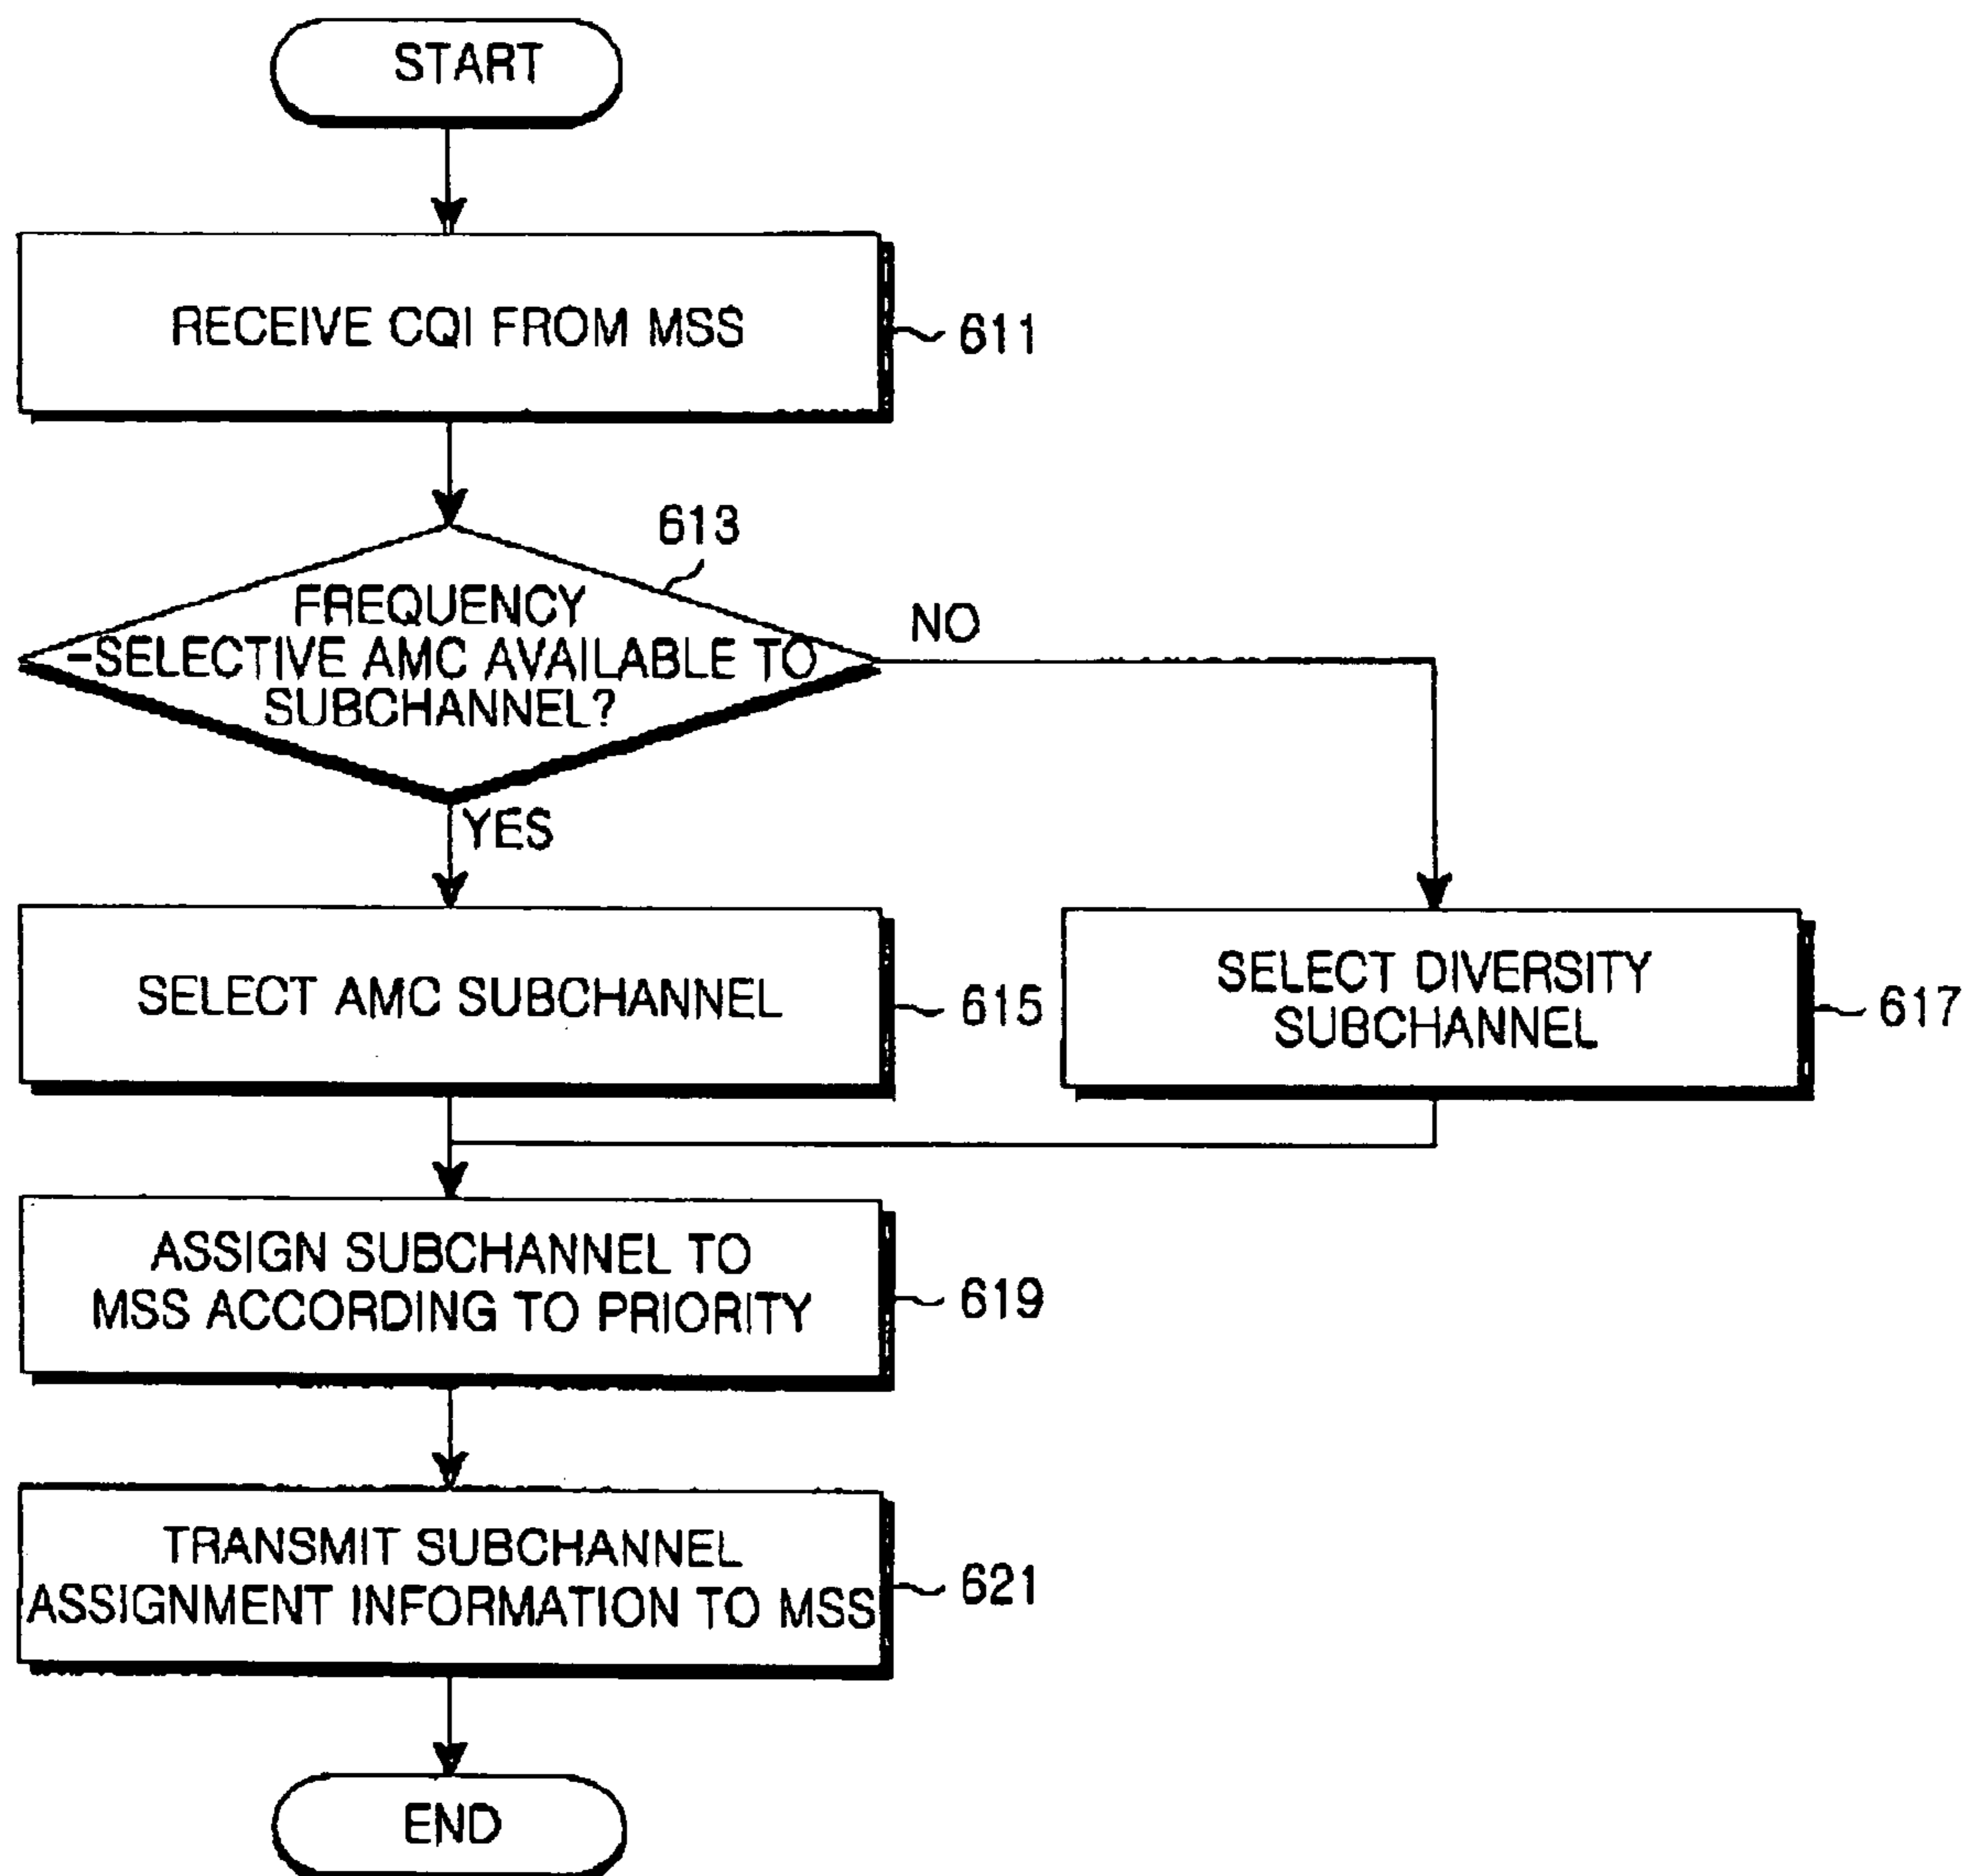 START
RECEIVE CQI FROM MSS
611
613
FREQUENCY
-SELECTIVE AMC AVAILABLE TO
SUBCHANNEL?
NO
YES
SELECT AMC SUBCHANNEL
615
SELECT DIVERSITY
SUBCHANNEL
617
ASSIGN SUBCHANNEL TO
MSS ACCORDING TO PRIORITY
619
TRANSMIT SUBCHANNEL
ASSIGNMENT INFORMATION TO MSS
621
END